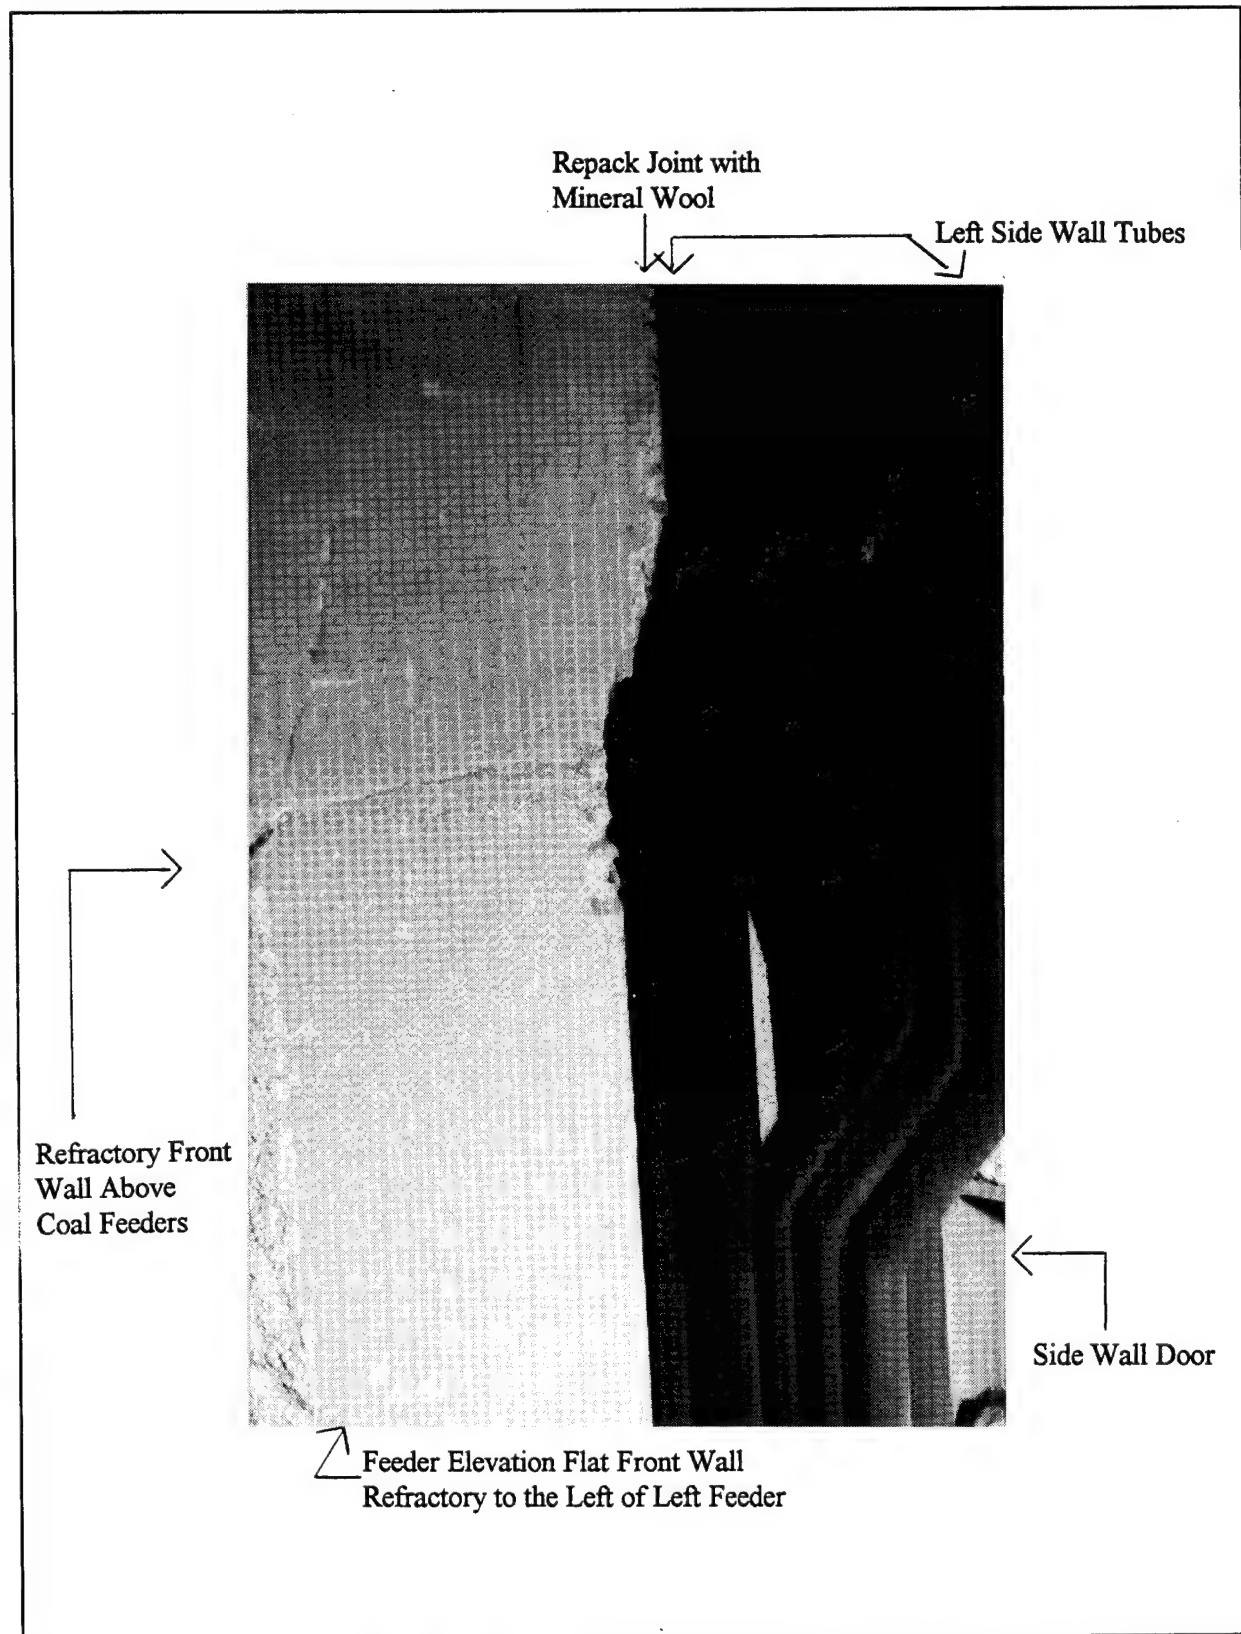 Repack Joint with
Mineral Wool
Left Side Wall Tubes
Refractory Front
Wall Above
Coal Feeders
Side Wall Door
Feeder Elevation Flat Front Wall
Refractory to the Left of Left Feeder